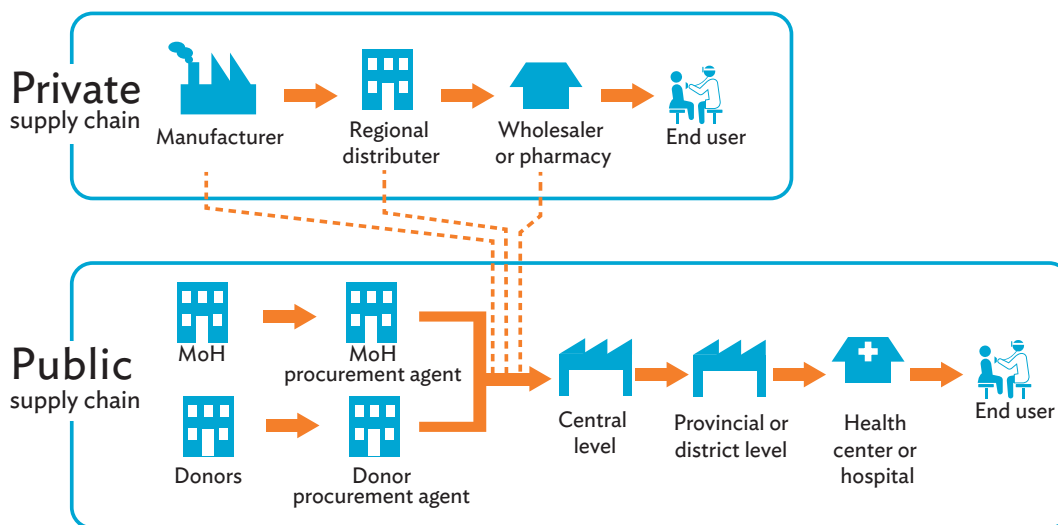 Private
supply chain
Manufacturer
Regional
distributer
Wholesaler
or pharmacy
End user
Public
supply chain
MoH
MoH
procurement agent
Donors
Donor
procurement agent
Central
level
Provincial or
district level
Health
center or
hospital
End user